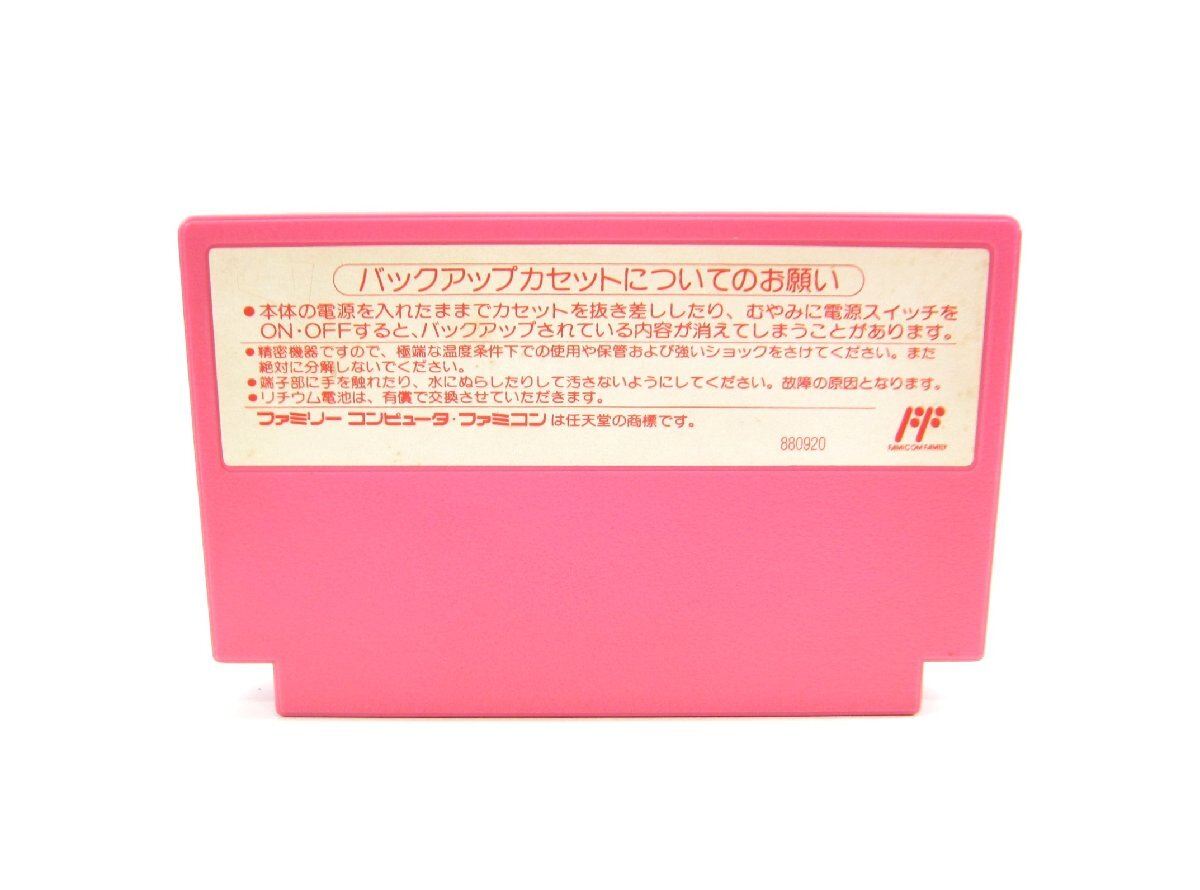 バックアップカセットについてのお願い
●本体の電源を入れたままでカセットを抜き差ししたり、むやみに電源スイッチを
ON・OFFすると、バックアップされている内容が消えてしまうことがあります。
●精密機器ですので、極端な温度条件下での使用や保管および強いショックをさけてください。また
絶対に分解しないでください。
●端子部に手を触れたり、水にぬらしたりして汚さないようにしてください。故障の原因となります。
●リチウム電池は、有償で交換させていただきます。
ファミリー コンピュータ・ファミコンは任天堂の商標です。
880920
FAMICOM FAMILY